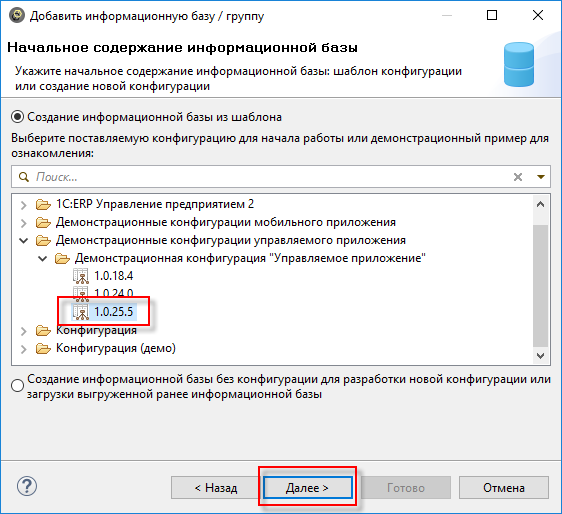 Добавить информационную базу / группу
Начальное содержание информационной базы
Укажите начальное содержание информационной базы: шаблон конфигурации
или создание новой конфигурации
Создание информационной базы из шаблона
Выберите поставляемую конфигурацию для начала работы или демонстрационный пример для
ознакомления:
Поиск...
1С:ERP Управление предприятием 2
Демонстрационные конфигурации мобильного приложения
Демонстрационные конфигурации управляемого приложения
Демонстрационная конфигурация "Управляемое приложение"
1.0.18.4
1.0.24.0
1.0.25.5
Конфигурация
Конфигурация (демо)
Создание информационной базы без конфигурации для разработки новой конфигурации или
загрузки выгруженной ранее информационной базы
?
< Назад
Далее >
Готово
Отмена